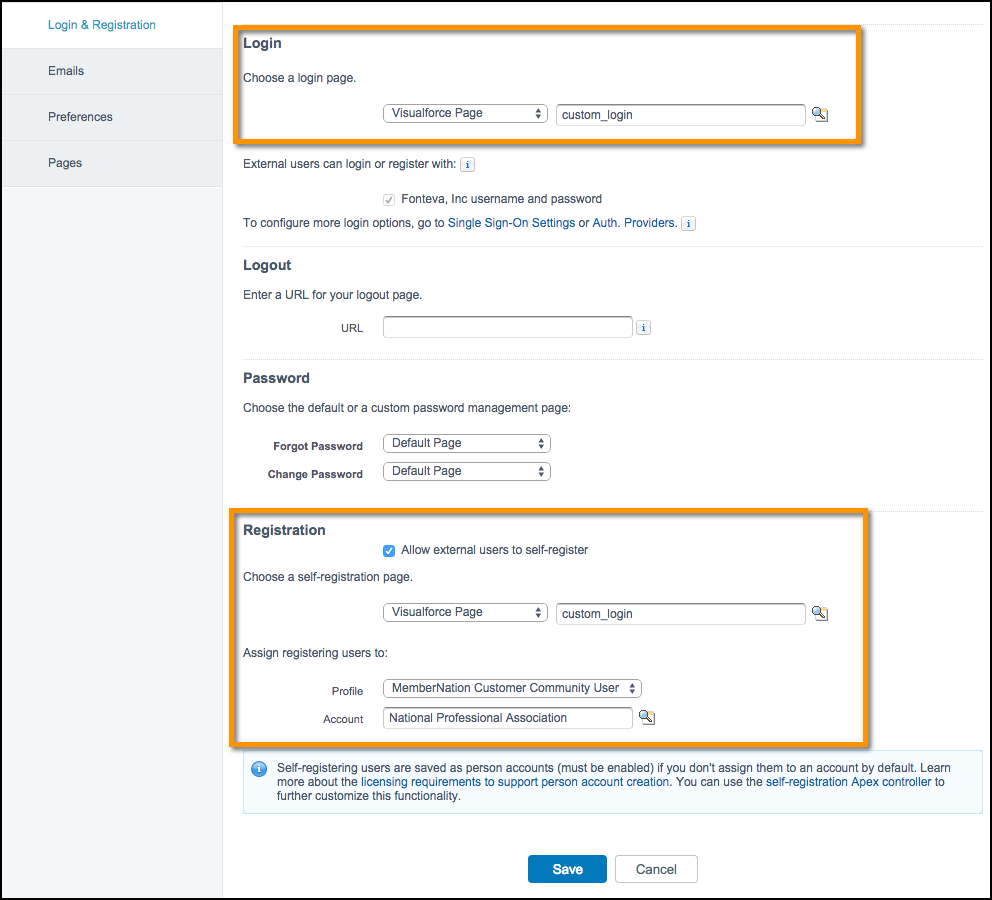 Login & Registration
Emails
Preferences
Pages
Login
Choose a login page.
Visualforce Page custom_login
External users can login or register with: i
Fonteva, Inc username and password
To configure more login options, go to Single Sign-On Settings or Auth. Providers. i
Logout
Enter a URL for your logout page.
URL i
Password
Choose the default or a custom password management page:
Forgot Password Default Page
Change Password Default Page
Registration
Allow external users to self-register
Choose a self-registration page.
Visualforce Page custom_login
Assign registering users to:
Profile MemberNation Customer Community User
Account National Professional Association
i Self-registering users are saved as person accounts (must be enabled) if you don't assign them to an account by default. Learn
more about the licensing requirements to support person account creation. You can use the self-registration Apex controller to
further customize this functionality.
Save Cancel